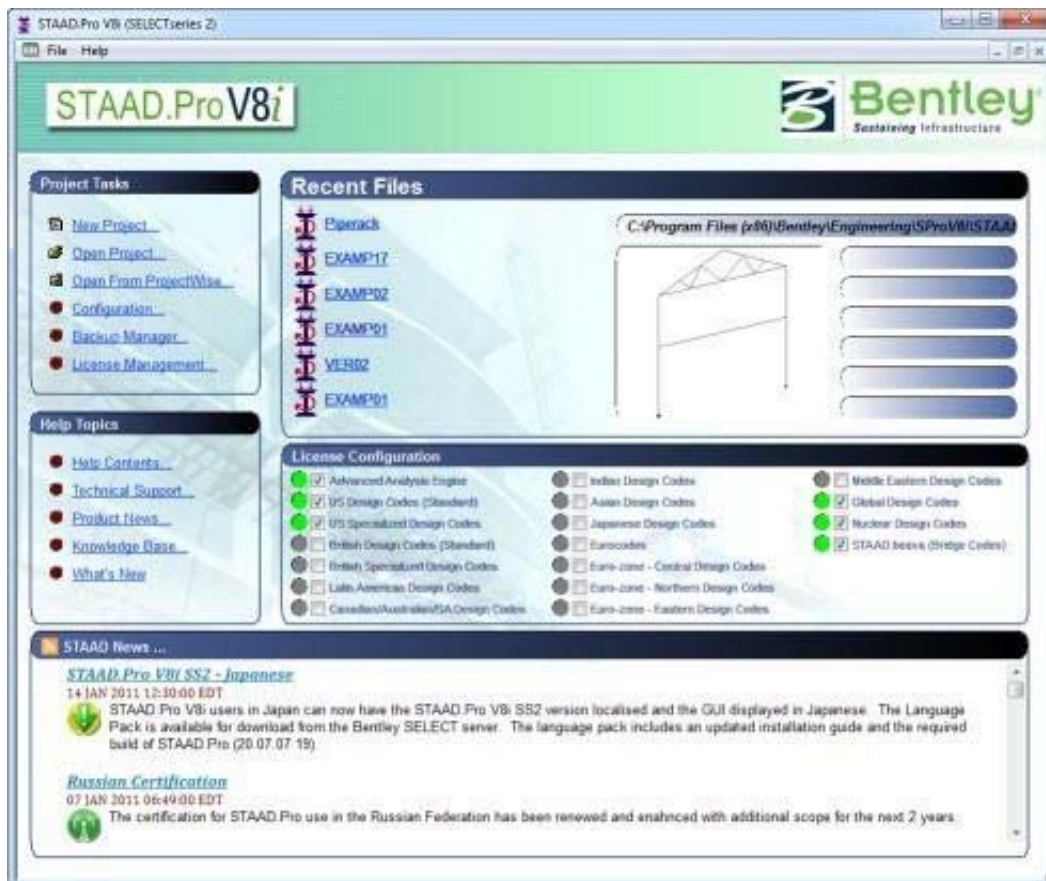 STAAD.Pro V8i (SELECTseries 2)
File Help
STAAD.Pro V8i
Bentley
Sustaining Infrastructure
Project Tasks
New Project...
Open Project...
Open From ProjectWise...
Configuration...
Backup Manager...
License Management...
Help Topics
Help Contents...
Technical Support...
Product News...
Knowledge Base...
What's New
Recent Files
Piperack
EXAMP17
EXAMP02
EXAMP01
VER02
EXAMP01
C:\Program Files (x86)\Bentley\Engineering\SProV8i\STAAD
License Configuration
Advanced Analysis Engine
US Design Codes (Standard)
US Specialized Design Codes
British Design Codes (Standard)
British Specialized Design Codes
Latin American Design Codes
Canadian/Australian/SA Design Codes
Indian Design Codes
Asian Design Codes
Japanese Design Codes
Eurocodes
Euro-zone - Central Design Codes
Euro-zone - Northern Design Codes
Euro-zone - Eastern Design Codes
Middle Eastern Design Codes
Global Design Codes
Nuclear Design Codes
STAAD.beava (Bridge Codes)
STAAD News ...
STAAD.Pro V8i SS2 - Japanese
14 JAN 2011 12:30:00 EDT
STAAD.Pro V8i users in Japan can now have the STAAD.Pro V8i SS2 version localised and the GUI displayed in Japanese. The Language
Pack is available for download from the Bentley SELECT server. The language pack includes an updated installation guide and the required
build of STAAD.Pro (20.07.07.19)
Russian Certification
07 JAN 2011 06:49:00 EDT
The certification for STAAD.Pro use in the Russian Federation has been renewed and enahnced with additional scope for the next 2 years.